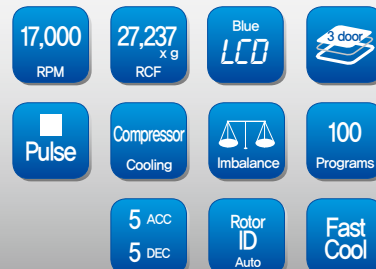 17,000
RPM
27,237
x g
RCF
Blue
LCD
3 door
Pulse
Compressor
Cooling
Imbalance
100
Programs
5 ACC
5 DEC
Rotor
ID
Auto
Fast
Cool